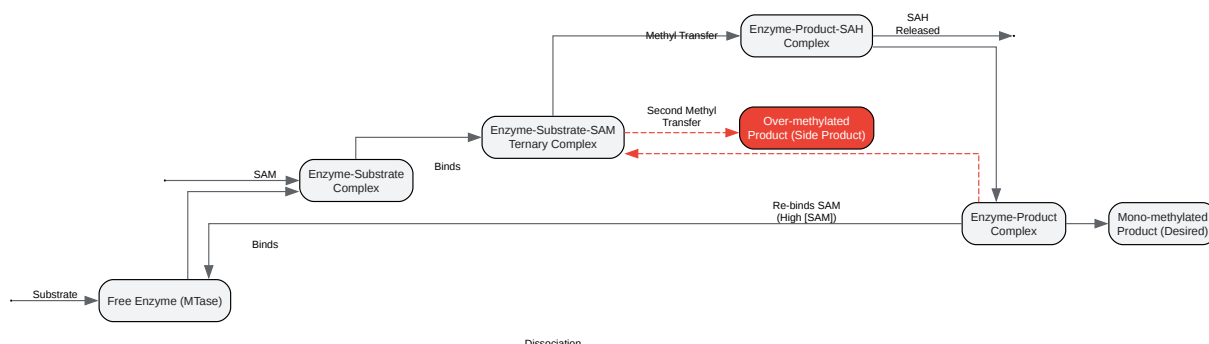 SAH
Released
Enzyme-Product-SAH
Complex
Methyl Transfer
Second Methyl
Transfer
Over-methylated
Product (Side Product)
Enzyme-Substrate-SAM
Ternary Complex
Binds
SAM
Enzyme-Substrate
Complex
Re-binds SAM
(High [SAM])
Enzyme-Product
Complex
Mono-methylated
Product (Desired)
Binds
Substrate
Free Enzyme (MTase)
Dissociation